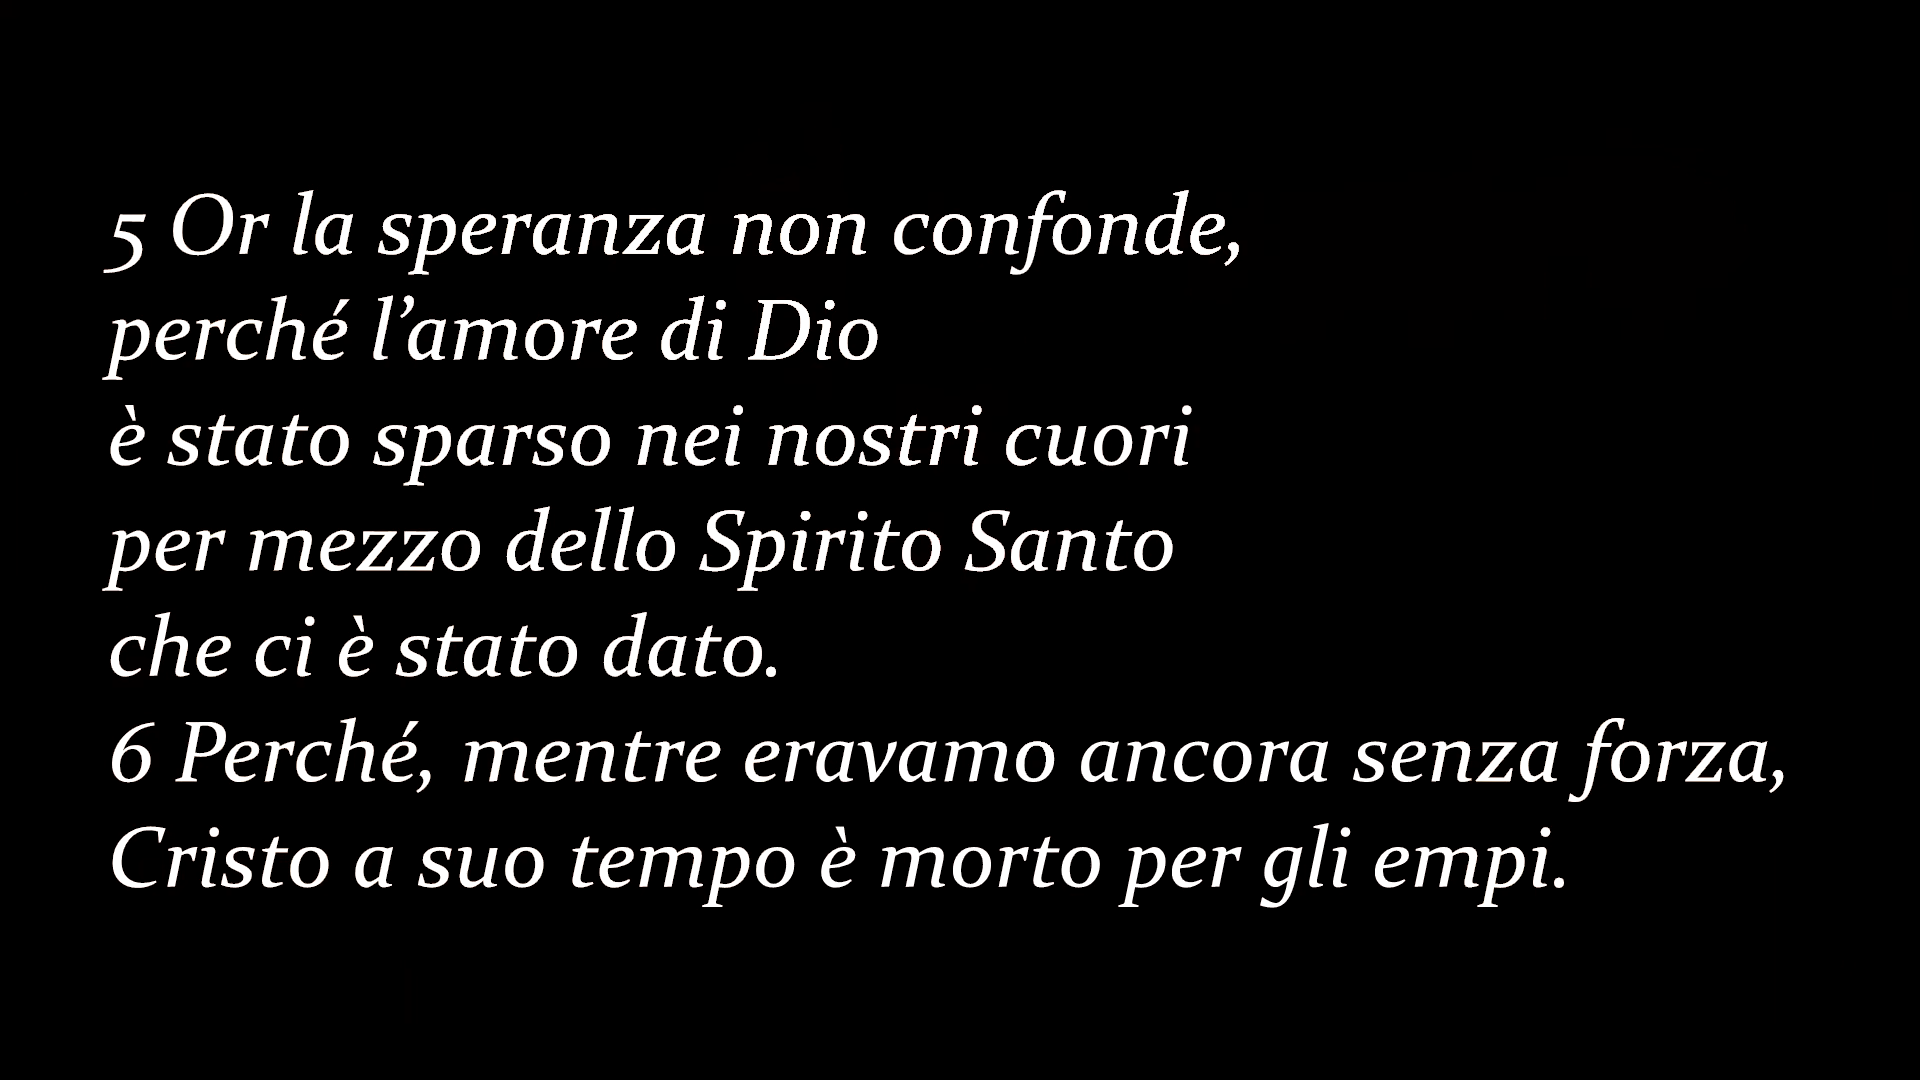 5 Or la speranza non confonde,
perché l’amore di Dio
è stato sparso nei nostri cuori
per mezzo dello Spirito Santo
che ci è stato dato.
6 Perché, mentre eravamo ancora senza forza,
Cristo a suo tempo è morto per gli empi.